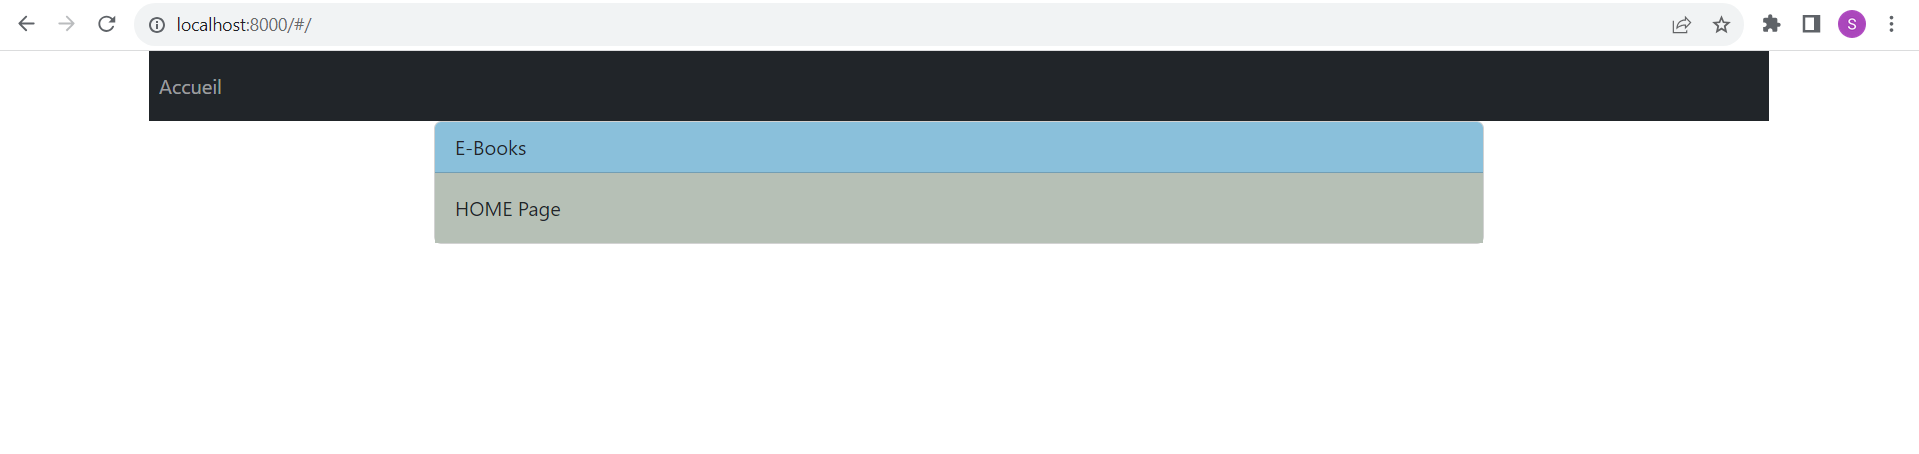 localhost:8000/#/
S
Accueil
E-Books
HOME Page